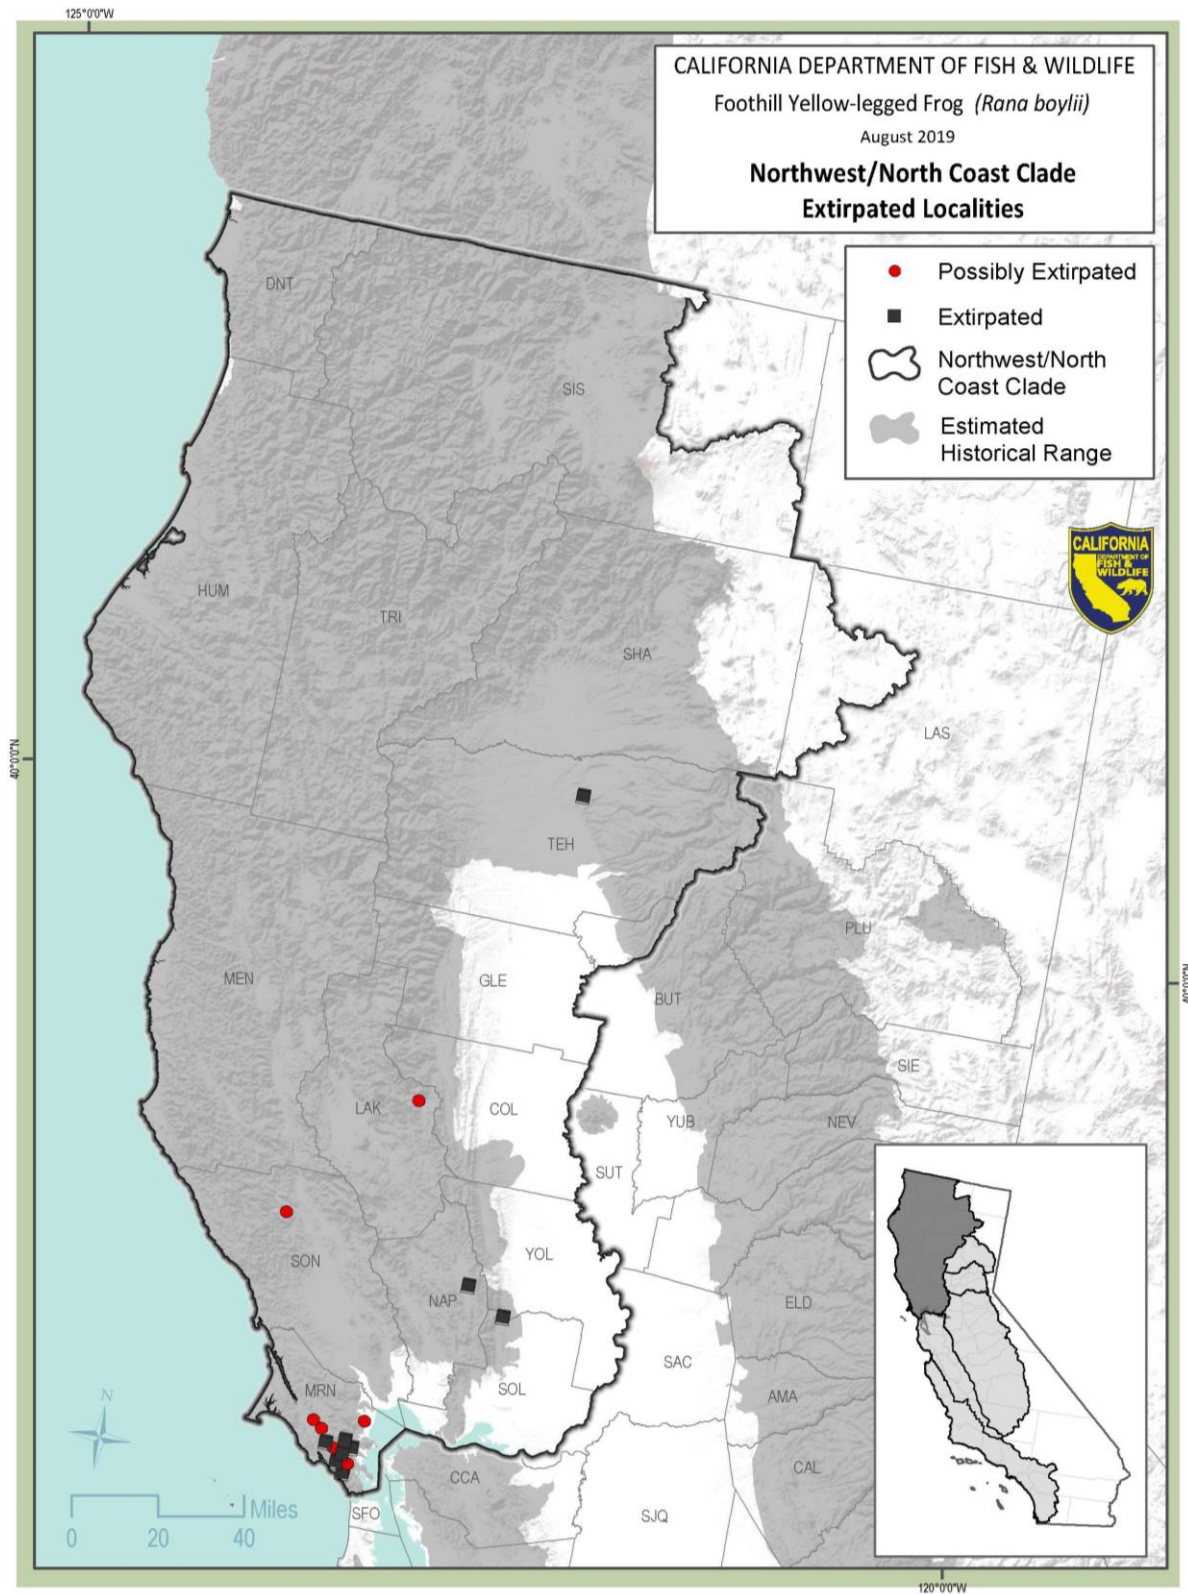 125°0'0"W
CALIFORNIA DEPARTMENT OF FISH & WILDLIFE
Foothill Yellow-legged Frog (Rana boylii)
August 2019
Northwest/North Coast Clade
Extirpated Localities
Possibly Extirpated
Extirpated
Northwest/North
Coast Clade
Estimated
Historical Range
DNT
SIS
CALIFORNIA
DEPARTMENT OF
FISH &
WILDLIFE
HUM
TRI
SHA
LAS
40°0'0"N
TEH
PLU
MEN
GLE
BUT
40°0'0"N
SIE
LAK
COL
YUB
NEV
SUT
SON
YOL
NAP
ELD
SAC
MRN
SOL
AMA
N
CCA
CAL
Miles
SFO
SJQ
0 20 40
120°0'0"W